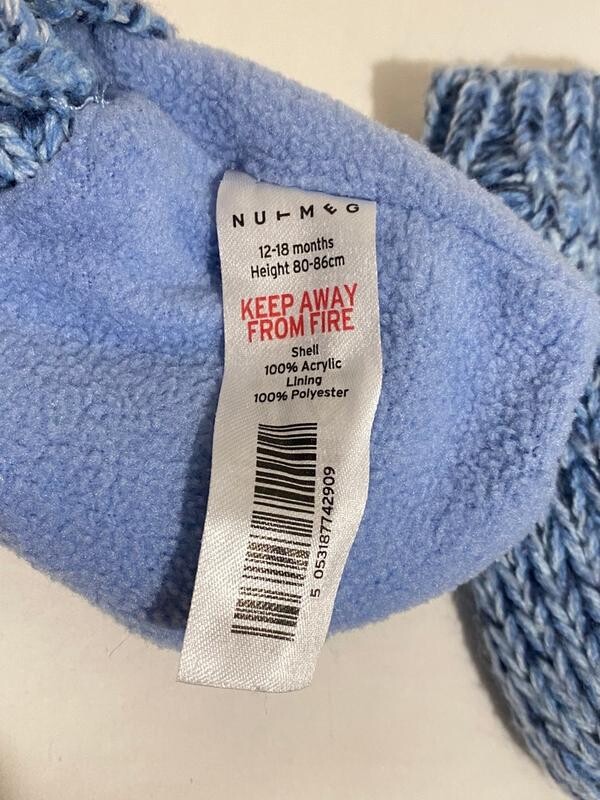 NUTMEG
12-18 months
Height 80-86cm
KEEP AWAY
FROM FIRE
Shell
100% Acrylic
Lining
100% Polyester
5 053187742909